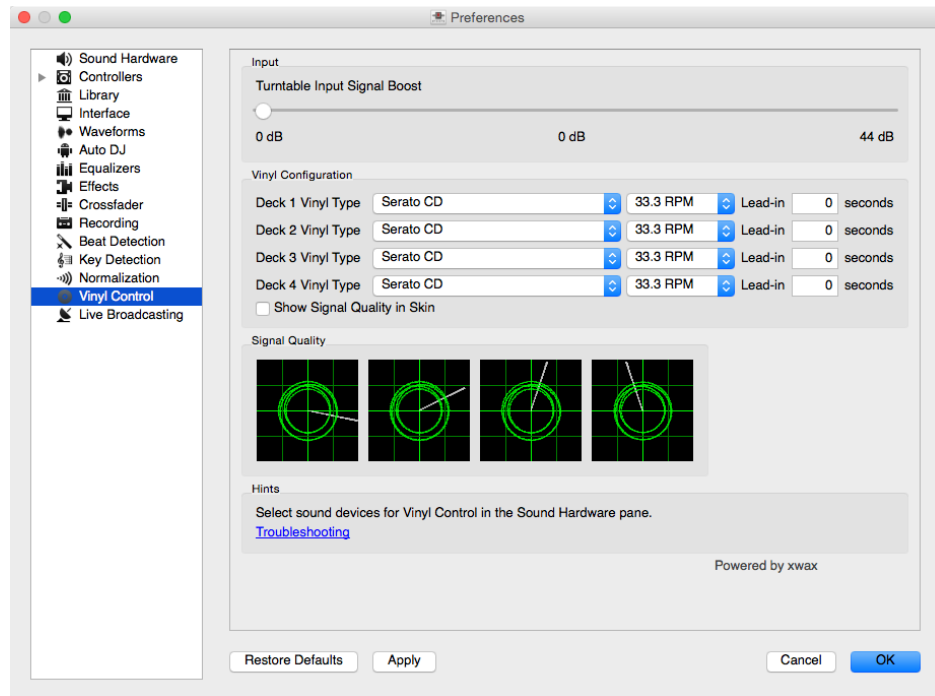 Preferences
Sound Hardware
Controllers
Library
Interface
Waveforms
Auto DJ
Equalizers
Effects
Crossfader
Recording
Beat Detection
Key Detection
Normalization
Vinyl Control
Live Broadcasting
Input
Turntable Input Signal Boost
0 dB 0 dB 44 dB
Vinyl Configuration
Deck 1 Vinyl Type Serato CD 33.3 RPM Lead-in 0 seconds
Deck 2 Vinyl Type Serato CD 33.3 RPM Lead-in 0 seconds
Deck 3 Vinyl Type Serato CD 33.3 RPM Lead-in 0 seconds
Deck 4 Vinyl Type Serato CD 33.3 RPM Lead-in 0 seconds
Show Signal Quality in Skin
Signal Quality
Hints
Select sound devices for Vinyl Control in the Sound Hardware pane.
Troubleshooting
Powered by xwax
Restore Defaults Apply Cancel OK